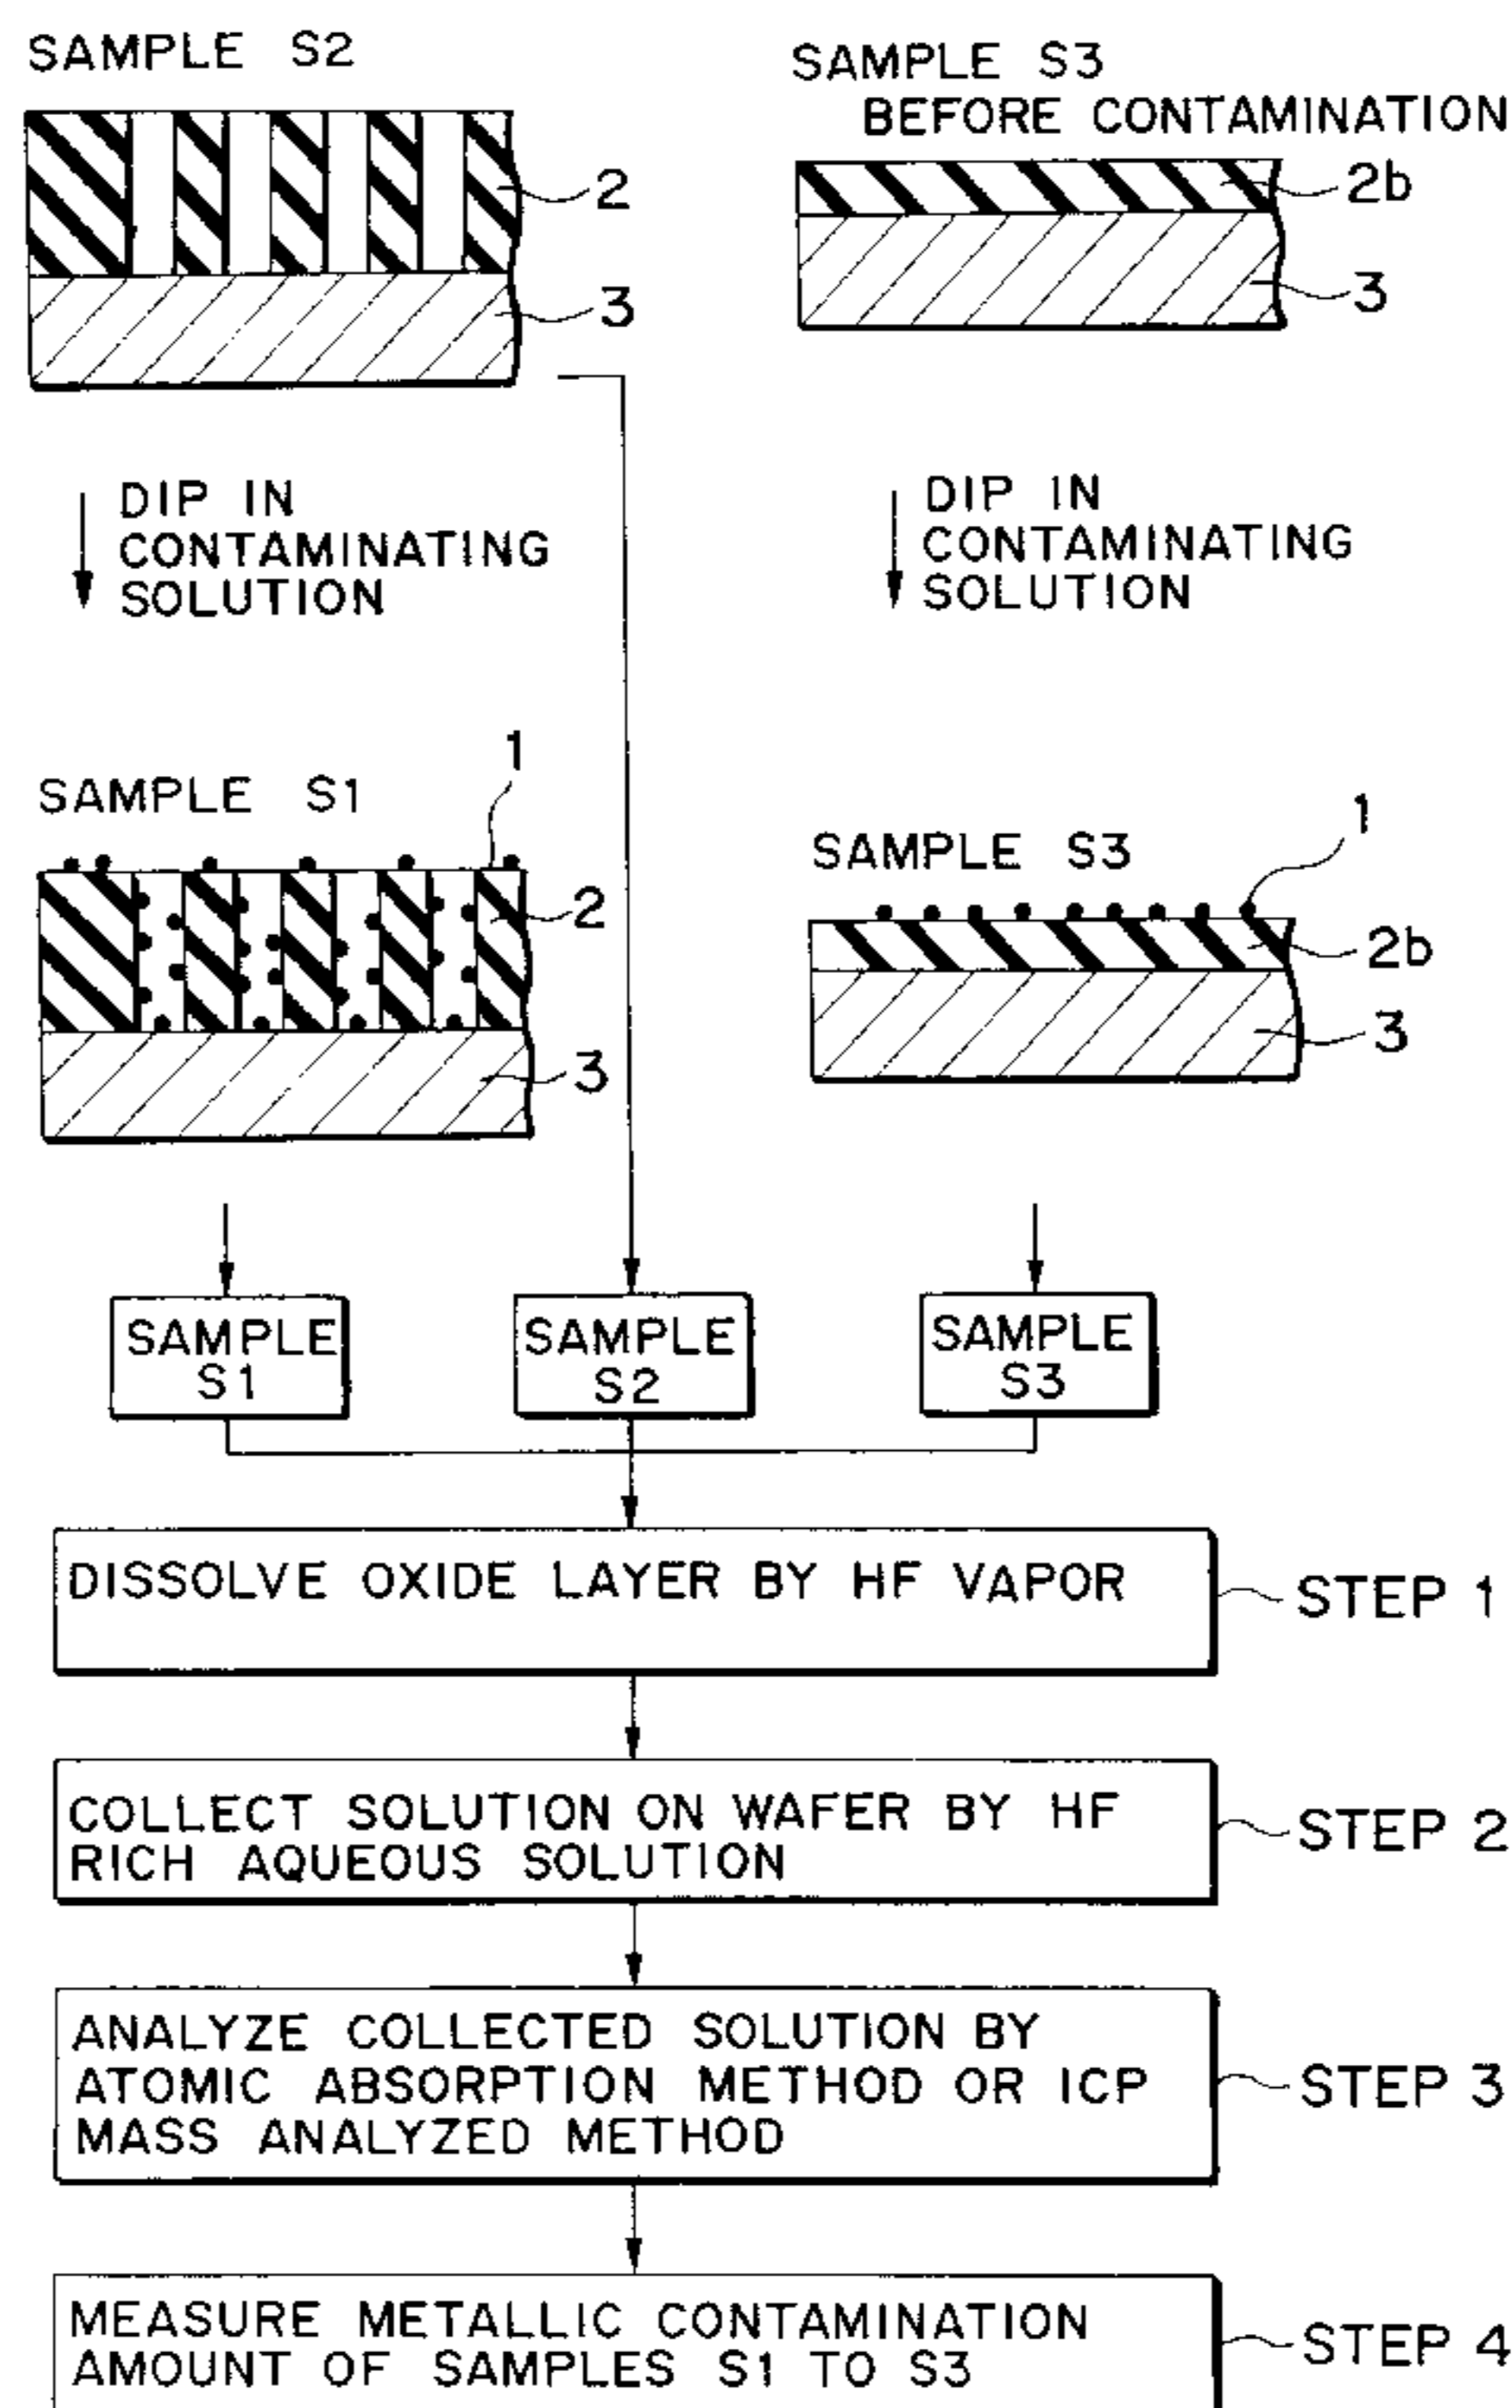 SAMPLE S2
2
3
SAMPLE S3
BEFORE CONTAMINATION
2b
3
DIP IN
CONTAMINATING
SOLUTION
DIP IN
CONTAMINATING
SOLUTION
SAMPLE S1
1
2
3
SAMPLE S3
1
2b
3
SAMPLE
S1
SAMPLE
S2
SAMPLE
S3
DISSOLVE OXIDE LAYER BY HF VAPOR
STEP 1
COLLECT SOLUTION ON WAFER BY HF
RICH AQUEOUS SOLUTION
STEP 2
ANALYZE COLLECTED SOLUTION BY
ATOMIC ABSORPTION METHOD OR ICP
MASS ANALYZED METHOD
STEP 3
MEASURE METALLIC CONTAMINATION
AMOUNT OF SAMPLES S1 TO S3
STEP 4